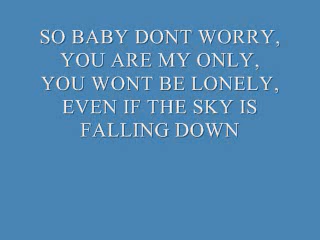 SO BABY DONT WORRY,
YOU ARE MY ONLY,
YOU WONT BE LONELY,
EVEN IF THE SKY IS
FALLING DOWN